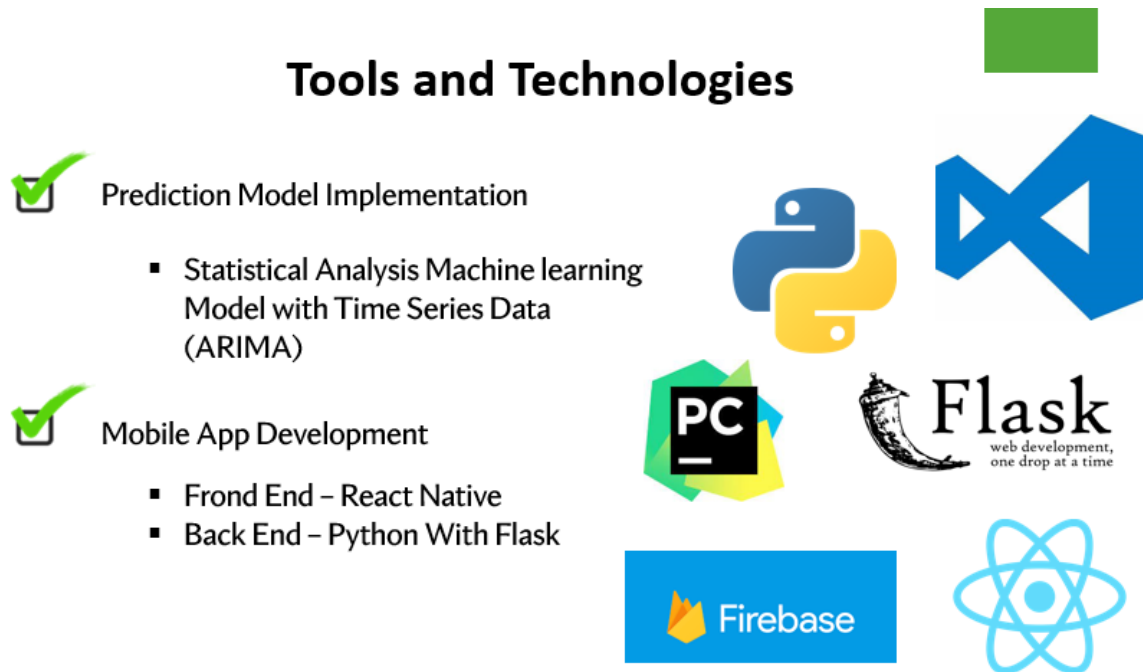 Tools and Technologies
Prediction Model Implementation
▪ Statistical Analysis Machine learning
Model with Time Series Data
(ARIMA)
Mobile App Development
▪ Frond End – React Native
▪ Back End – Python With Flask
PC
Flask
web development,
one drop at a time
Firebase